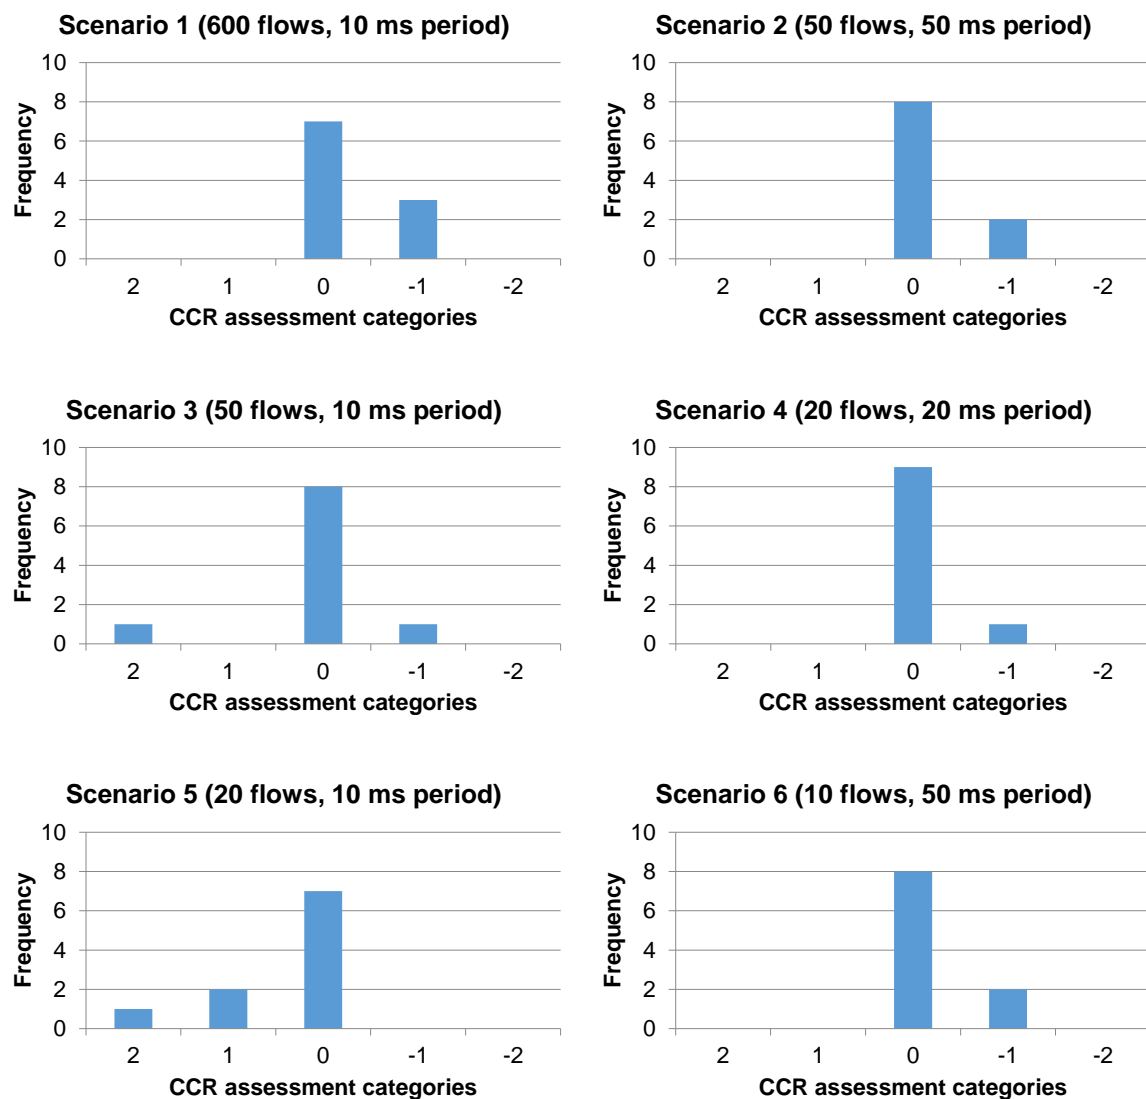 Scenario 1 (600 flows, 10 ms period)
10
8
6
4
2
0
Frequency
2 1 0 -1 -2
CCR assessment categories
Scenario 2 (50 flows, 50 ms period)
10
8
6
4
2
0
Frequency
2 1 0 -1 -2
CCR assessment categories
Scenario 3 (50 flows, 10 ms period)
10
8
6
4
2
0
Frequency
2 1 0 -1 -2
CCR assessment categories
Scenario 4 (20 flows, 20 ms period)
10
8
6
4
2
0
Frequency
2 1 0 -1 -2
CCR assessment categories
Scenario 5 (20 flows, 10 ms period)
10
8
6
4
2
0
Frequency
2 1 0 -1 -2
CCR assessment categories
Scenario 6 (10 flows, 50 ms period)
10
8
6
4
2
0
Frequency
2 1 0 -1 -2
CCR assessment categories